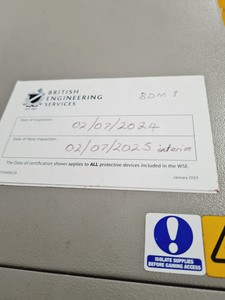 BRITISH
ENGINEERING
SERVICES
BDM 8
Date of Inspection:
02/07/2024
Date of Next Inspection:
02/07/2025 interim
The Date of certification shown applies to ALL protective devices included in the WSE.
January 2023
ISOLATE SUPPLIES
BEFORE GAINING ACCESS